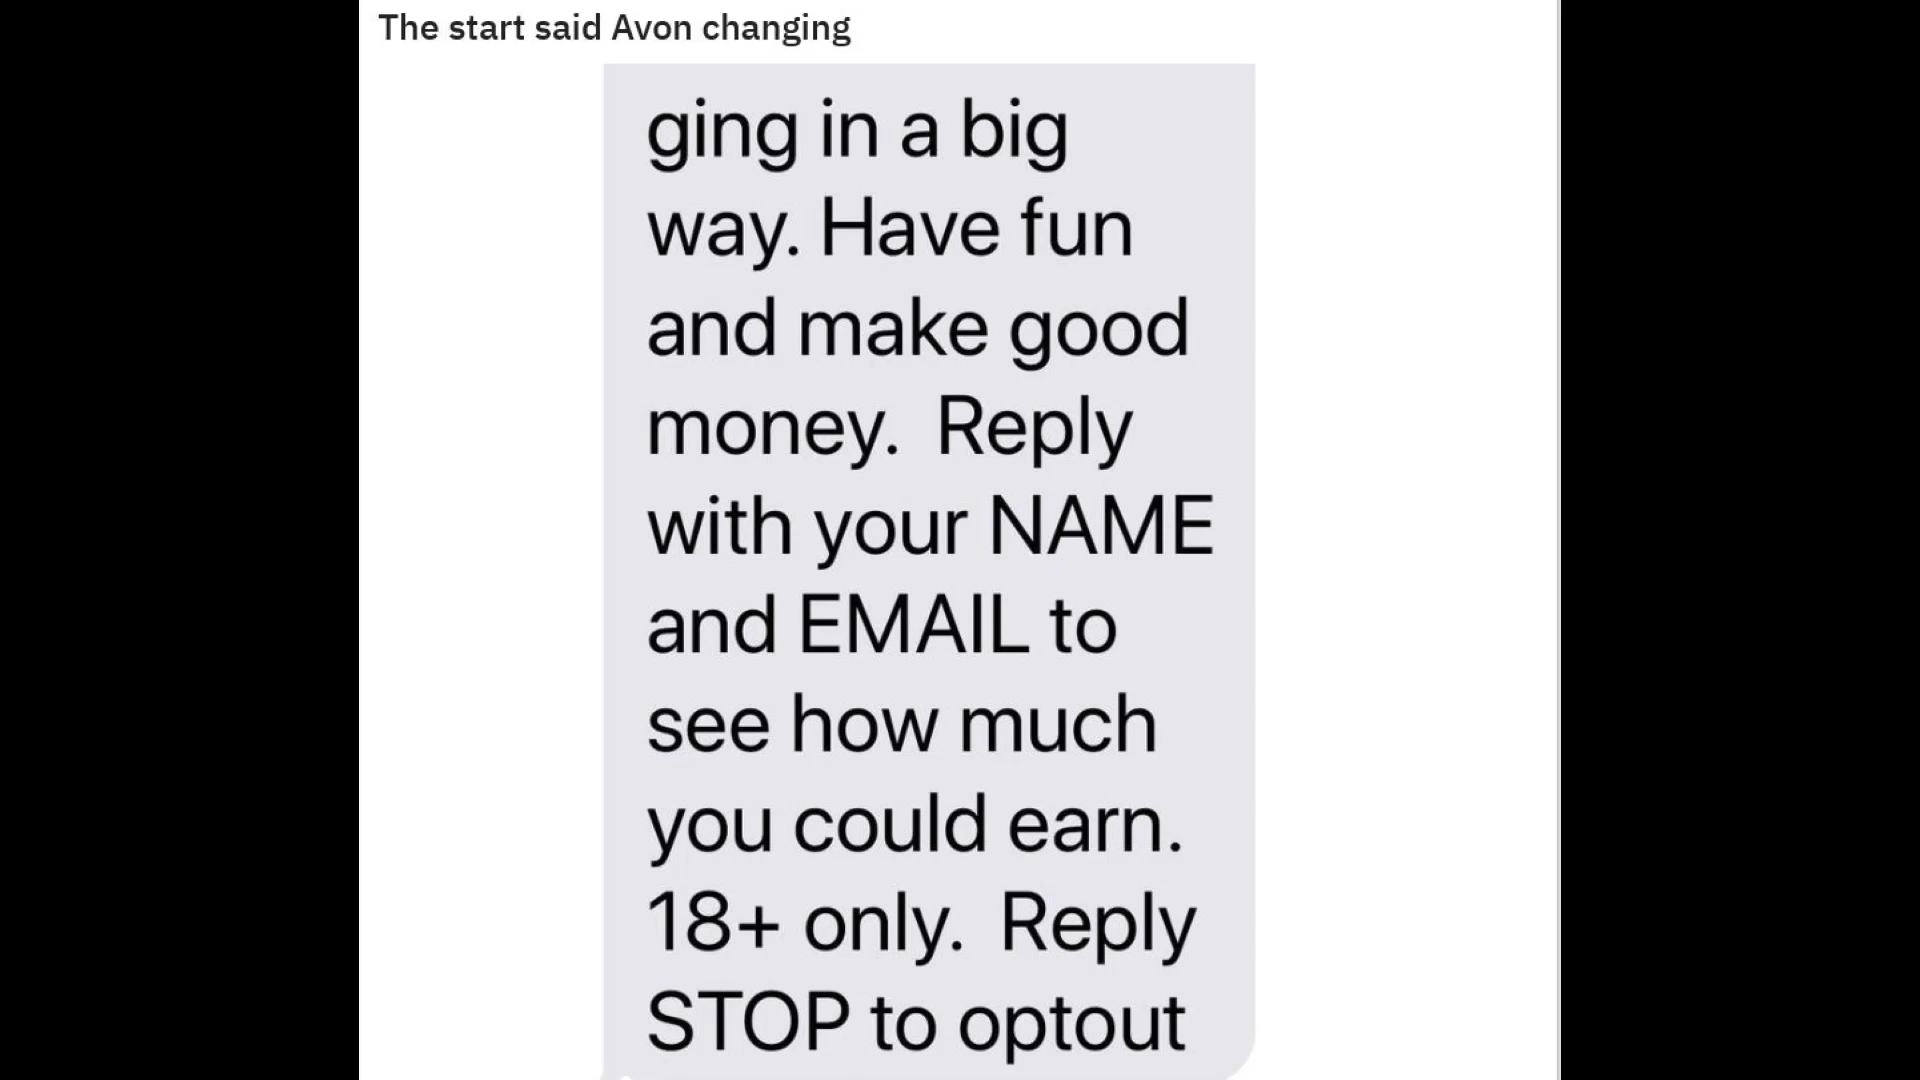 The start said Avon changing
ging in a big
way. Have fun
and make good
money.  Reply
with your NAME
and EMAIL to
see how much
you could earn.
18+ only.  Reply
STOP to optout